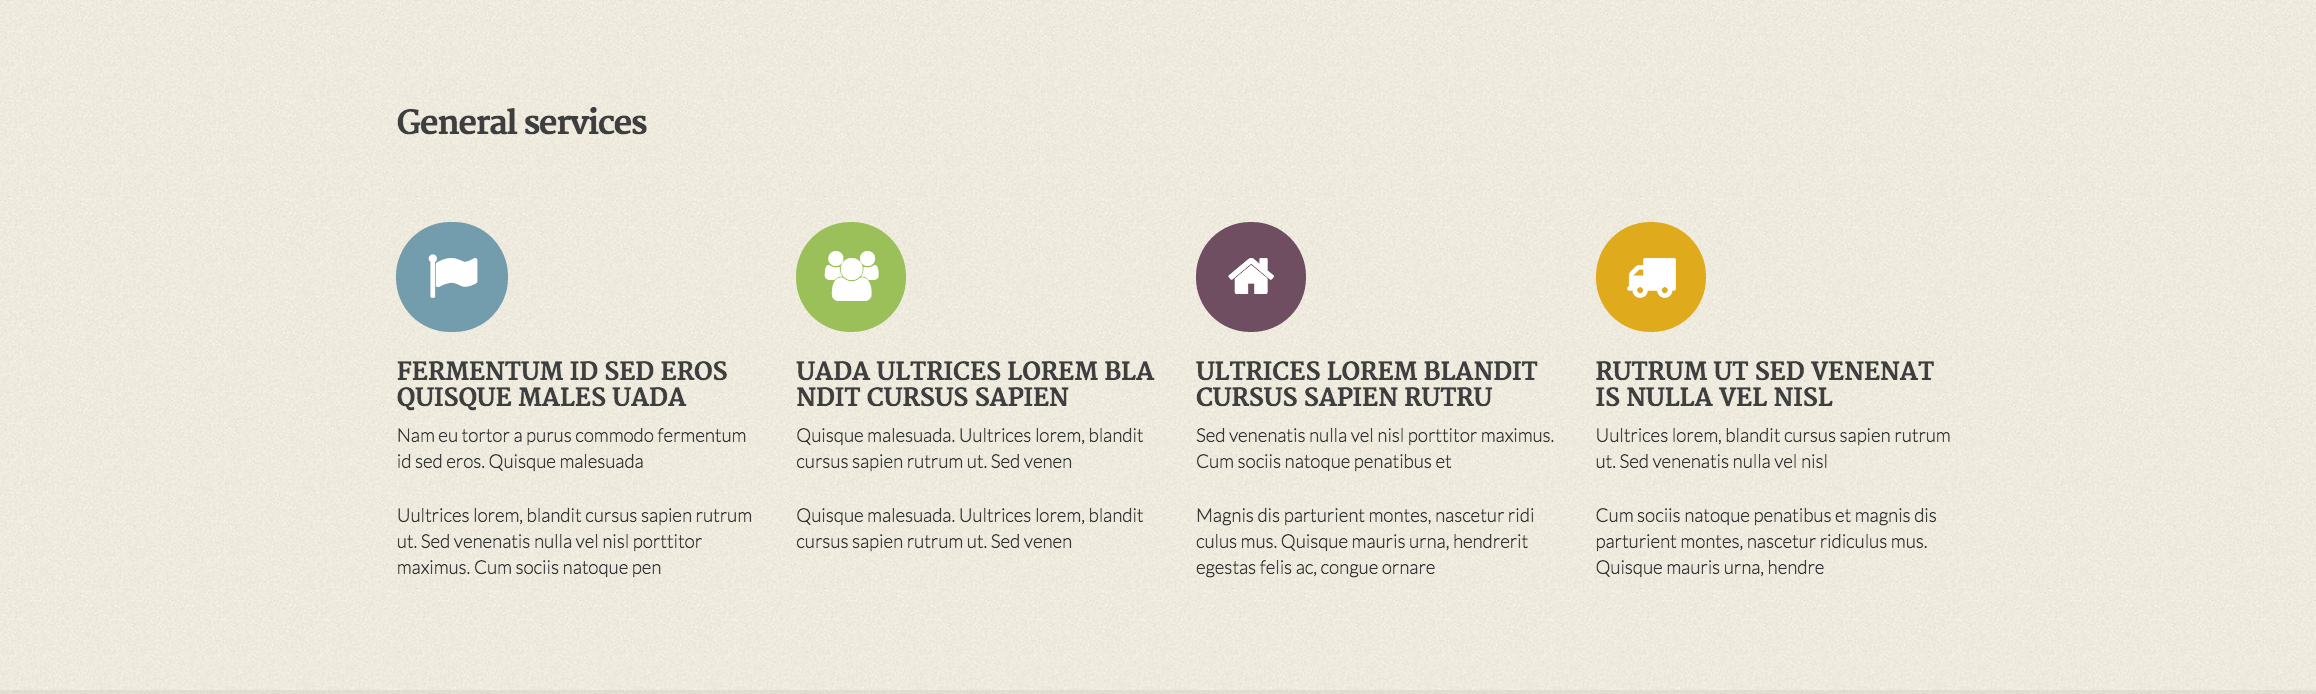 General services
FERMENTUM ID SED EROS
QUISQUE MALES UADA
Nam eu tortor a purus commodo fermentum
id sed eros. Quisque malesuada
Uultrices lorem, blandit cursus sapien rutrum
ut. Sed venenatis nulla vel nisl porttitor
maximus. Cum sociis natoque pen
UADA ULTRICES LOREM BLA
NDIT CURSUS SAPIEN
Quisque malesuada. Uultrices lorem, blandit
cursus sapien rutrum ut. Sed venen
Quisque malesuada. Uultrices lorem, blandit
cursus sapien rutrum ut. Sed venen
ULTRICES LOREM BLANDIT
CURSUS SAPIEN RUTRU
Sed venenatis nulla vel nisl porttitor maximus.
Cum sociis natoque penatibus et
Magnis dis parturient montes, nascetur ridi
culus mus. Quisque mauris urna, hendrerit
egestas felis ac, congue ornare
RUTRUM UT SED VENENAT
IS NULLA VEL NISL
Uultrices lorem, blandit cursus sapien rutrum
ut. Sed venenatis nulla vel nisl
Cum sociis natoque penatibus et magnis dis
parturient montes, nascetur ridiculus mus.
Quisque mauris urna, hendre